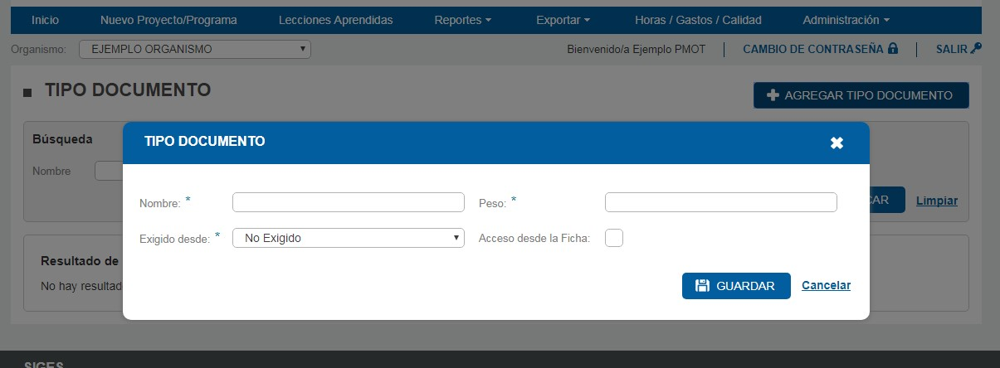 Inicio Nuevo Proyecto/Programa Lecciones Aprendidas Reportes Exportar Horas / Gastos / Calidad Administración
Organismo: EJEMPLO ORGANISMO Bienvenido/a Ejemplo PMOT CAMBIO DE CONTRASEÑA SALIR
TIPO DOCUMENTO AGREGAR TIPO DOCUMENTO
Búsqueda
TIPO DOCUMENTO
Nombre
Nombre: * Peso: *
CAR Limpiar
Exigido desde: * No Exigido Acceso desde la Ficha:
Resultado de
No hay resultad
GUARDAR Cancelar
SIGES